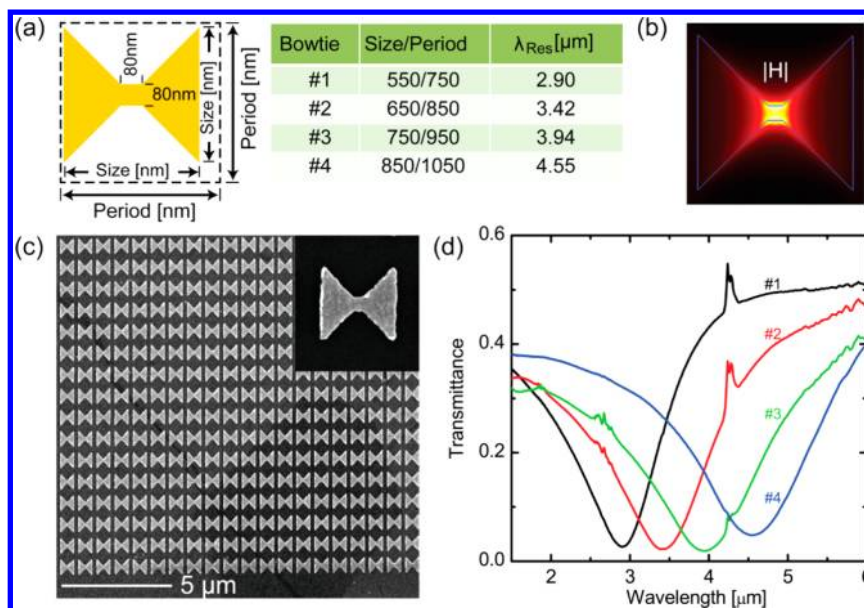 (a)
80nm
80nm
Size [nm]
Period [nm]
Size [nm]
Period [nm]
Bowtie Size/Period λRes[μm]
#1 550/750 2.90
#2 650/850 3.42
#3 750/950 3.94
#4 850/1050 4.55
(b)
|H|
(c)
5 μm
(d)
0.6
0.4
0.2
0.0
Transmittance
#1
#2
#3
#4
2 3 4 5 6
Wavelength [μm]